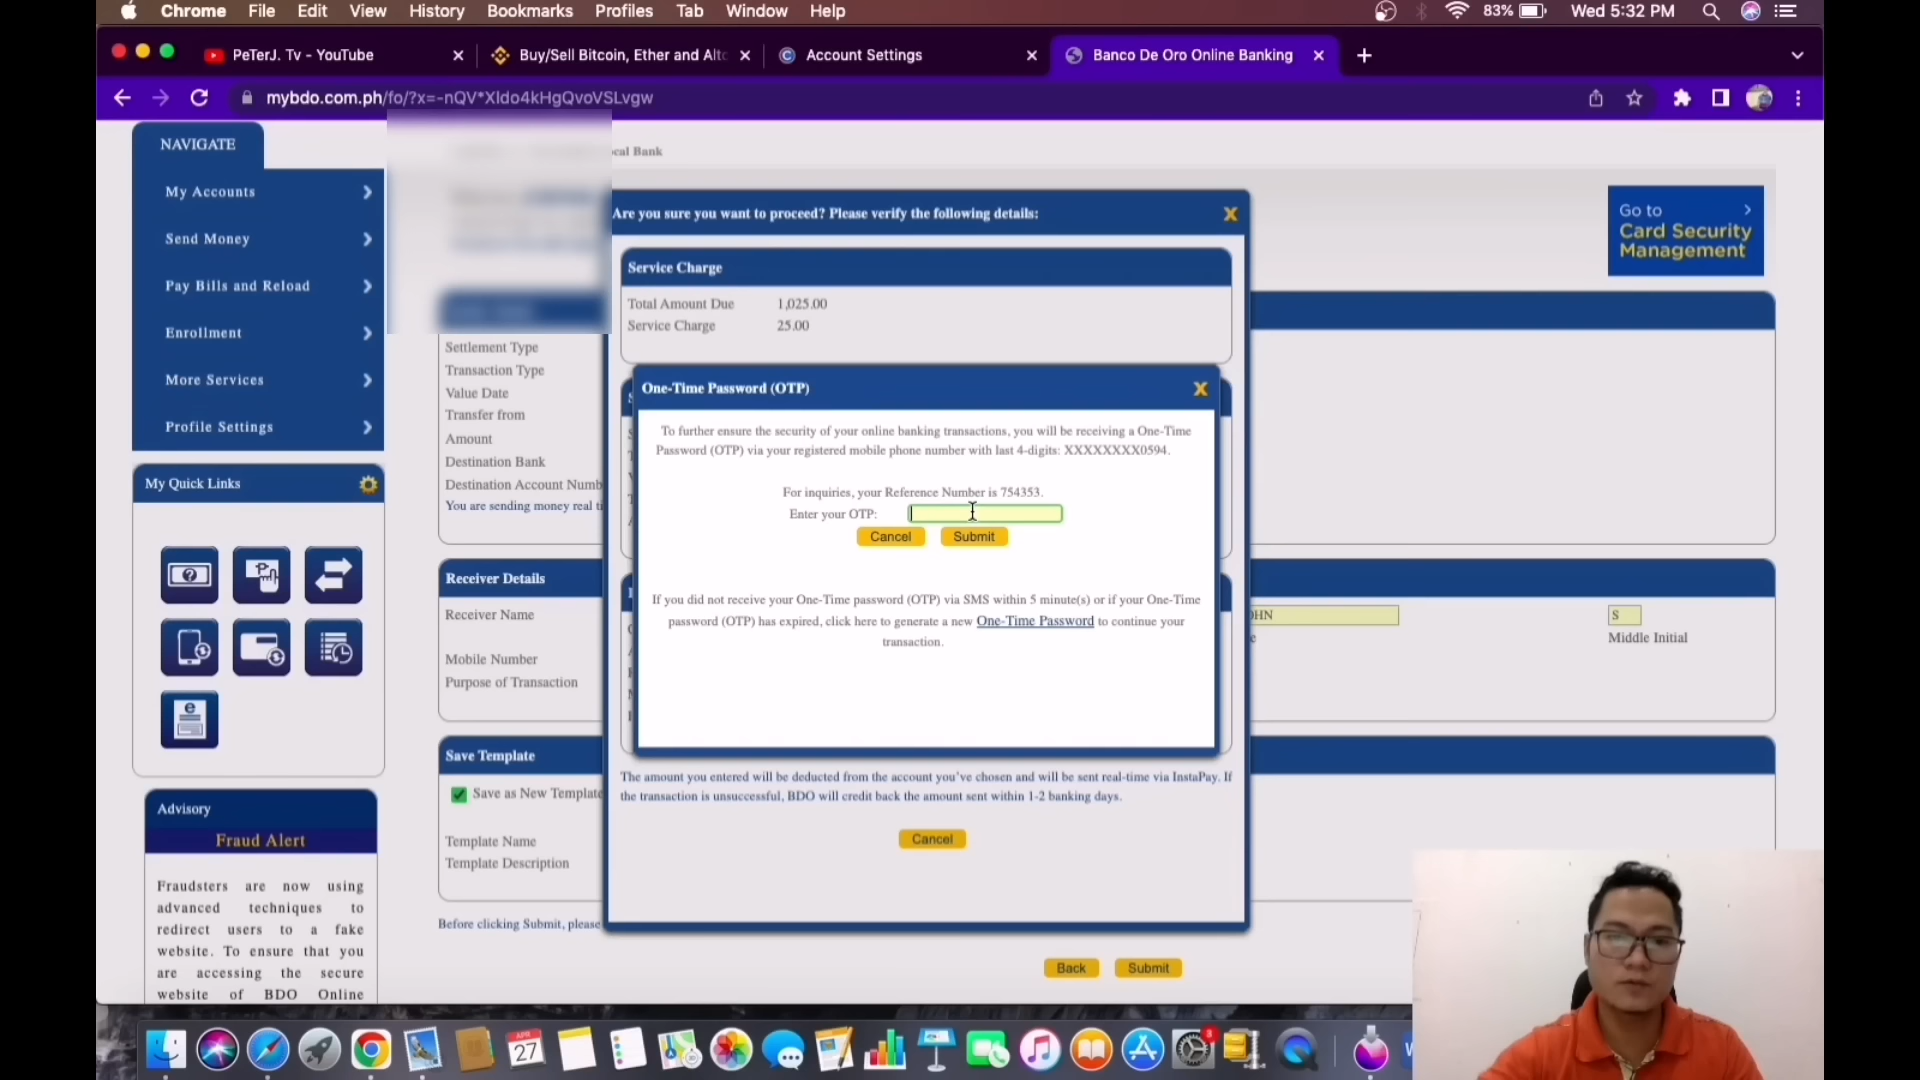 Chrome File Edit View History Bookmarks Profiles Tab Window Help 83% Wed 5:32 PM
PeTerJ. Tv - YouTube
Buy/Sell Bitcoin, Ether and Altc
Account Settings
Banco De Oro Online Banking
mybdo.com.ph/fo/?x=-nQV*XIdo4kHgQvoVSLvgw
NAVIGATE
My Accounts
Send Money
Pay Bills and Reload
Enrollment
More Services
Profile Settings
My Quick Links
Advisory
Fraud Alert
Fraudsters are now using
advanced techniques to
redirect users to a fake
website. To ensure that you
are accessing the secure
website of BDO Online
cal Bank
Go to
Card Security
Management
Settlement Type
Transaction Type
Value Date
Transfer from
Amount
Destination Bank
Destination Account Numb
You are sending money real ti
Receiver Details
Receiver Name
HN
S
Middle Initial
Mobile Number
Purpose of Transaction
Save Template
Save as New Template
Template Name
Template Description
Before clicking Submit, please
Back Submit
Are you sure you want to proceed? Please verify the following details: X
Service Charge
Total Amount Due 1,025.00
Service Charge 25.00
One-Time Password (OTP) X
To further ensure the security of your online banking transactions, you will be receiving a One-Time
Password (OTP) via your registered mobile phone number with last 4-digits: XXXXXXXX0594.
For inquiries, your Reference Number is 754353.
Enter your OTP:
Cancel Submit
If you did not receive your One-Time password (OTP) via SMS within 5 minute(s) or if your One-Time
password (OTP) has expired, click here to generate a new One-Time Password to continue your
transaction.
The amount you entered will be deducted from the account you've chosen and will be sent real-time via InstaPay. If
the transaction is unsuccessful, BDO will credit back the amount sent within 1-2 banking days.
Cancel
APR
27
3